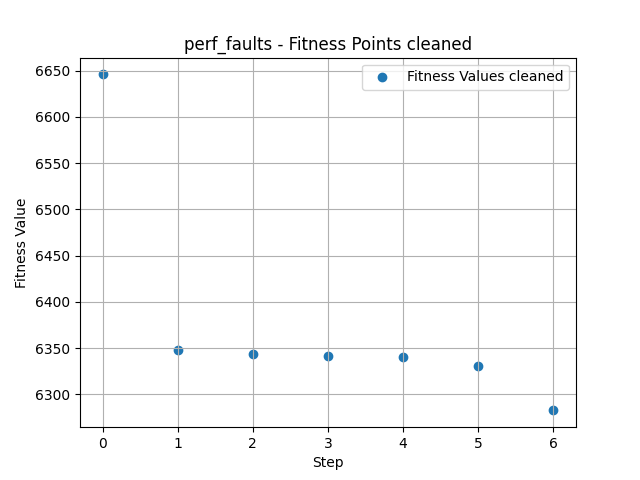 perf_faults - Fitness Points cleaned
Fitness Values cleaned
Fitness Value
6650
6600
6550
6500
6450
6400
6350
6300
0 1 2 3 4 5 6
Step